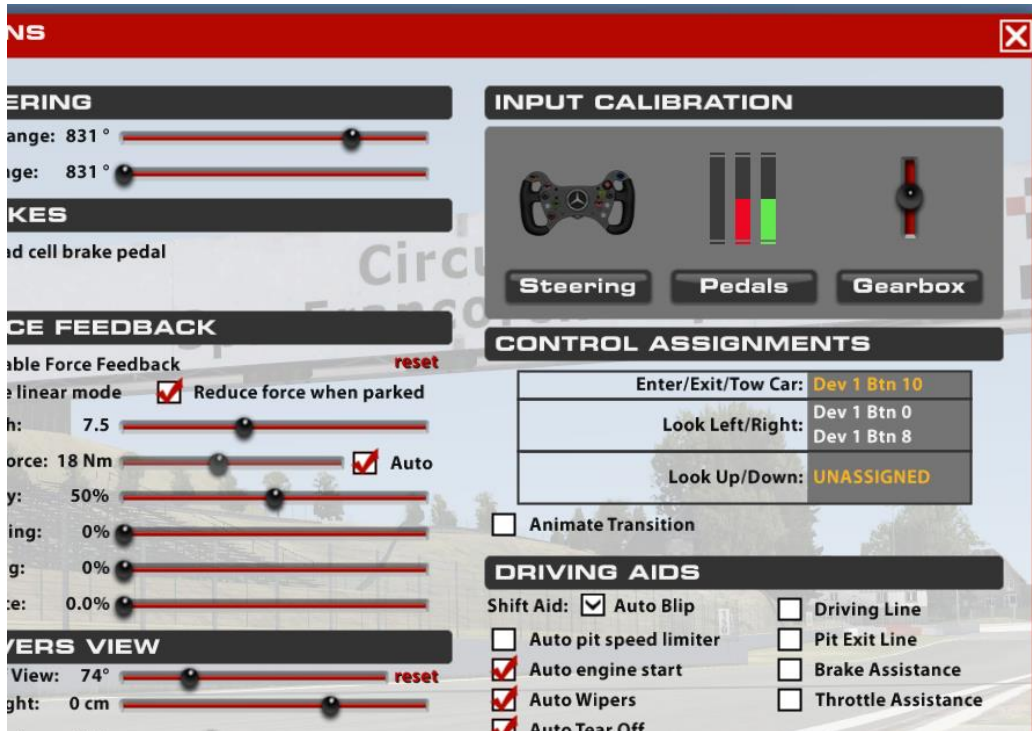 NS
ERING
ange: 831 °
nge: 831 °
KES
ad cell brake pedal
CE FEEDBACK
able Force Feedback reset
e linear mode Reduce force when parked
h: 7.5
orce: 18 Nm Auto
y: 50%
ing: 0%
g: 0%
ce: 0.0%
VERS VIEW
View: 74° reset
ght: 0 cm
INPUT CALIBRATION
Steering Pedals Gearbox
CONTROL ASSIGNMENTS
Enter/Exit/Tow Car: Dev 1 Btn 10
Look Left/Right: Dev 1 Btn 0
Dev 1 Btn 8
Look Up/Down: UNASSIGNED
Animate Transition
DRIVING AIDS
Shift Aid: Auto Blip
Driving Line
Auto pit speed limiter
Pit Exit Line
Auto engine start
Brake Assistance
Auto Wipers
Throttle Assistance
Auto Tear Off
Circu